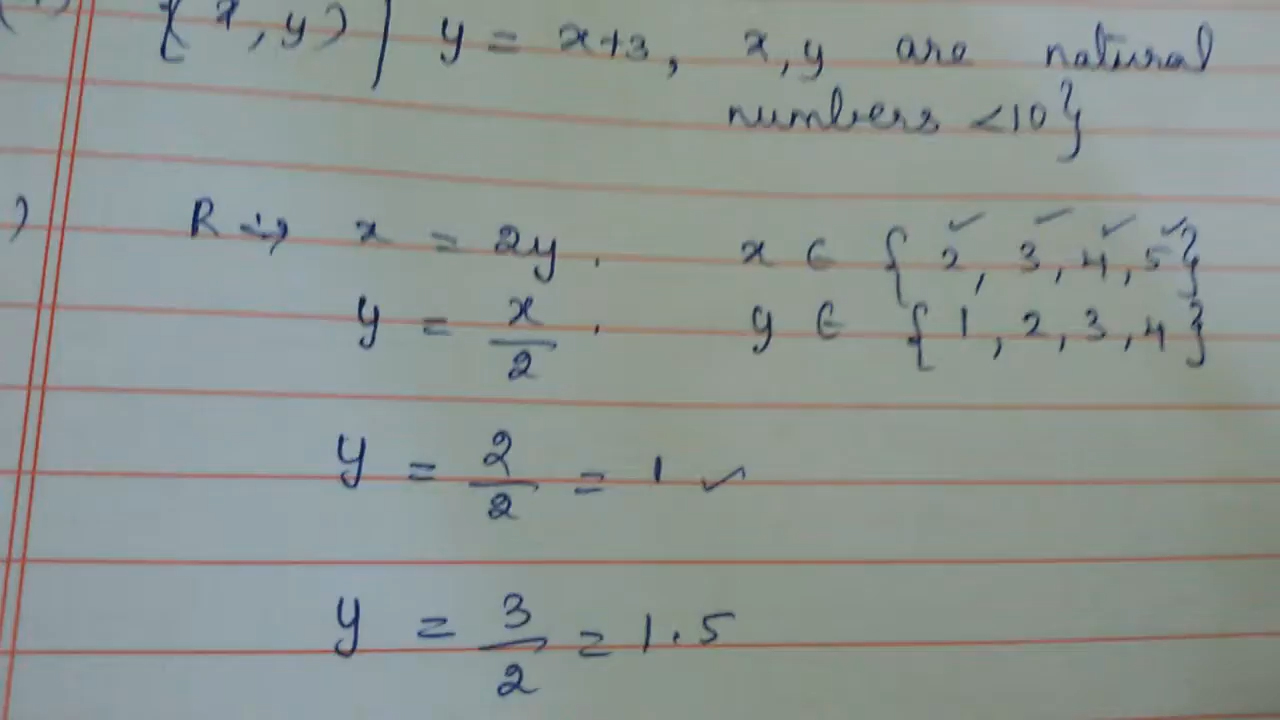 {x, y) | y = x+3, x, y are natural
numbers <10}
) R ∴→ x = 2y. x ∈ {2, 3, 4, 5}
y = x/2. y ∈ {1, 2, 3, 4}
y = 2/2 = 1 ✓
y = 3/2 = 1.5